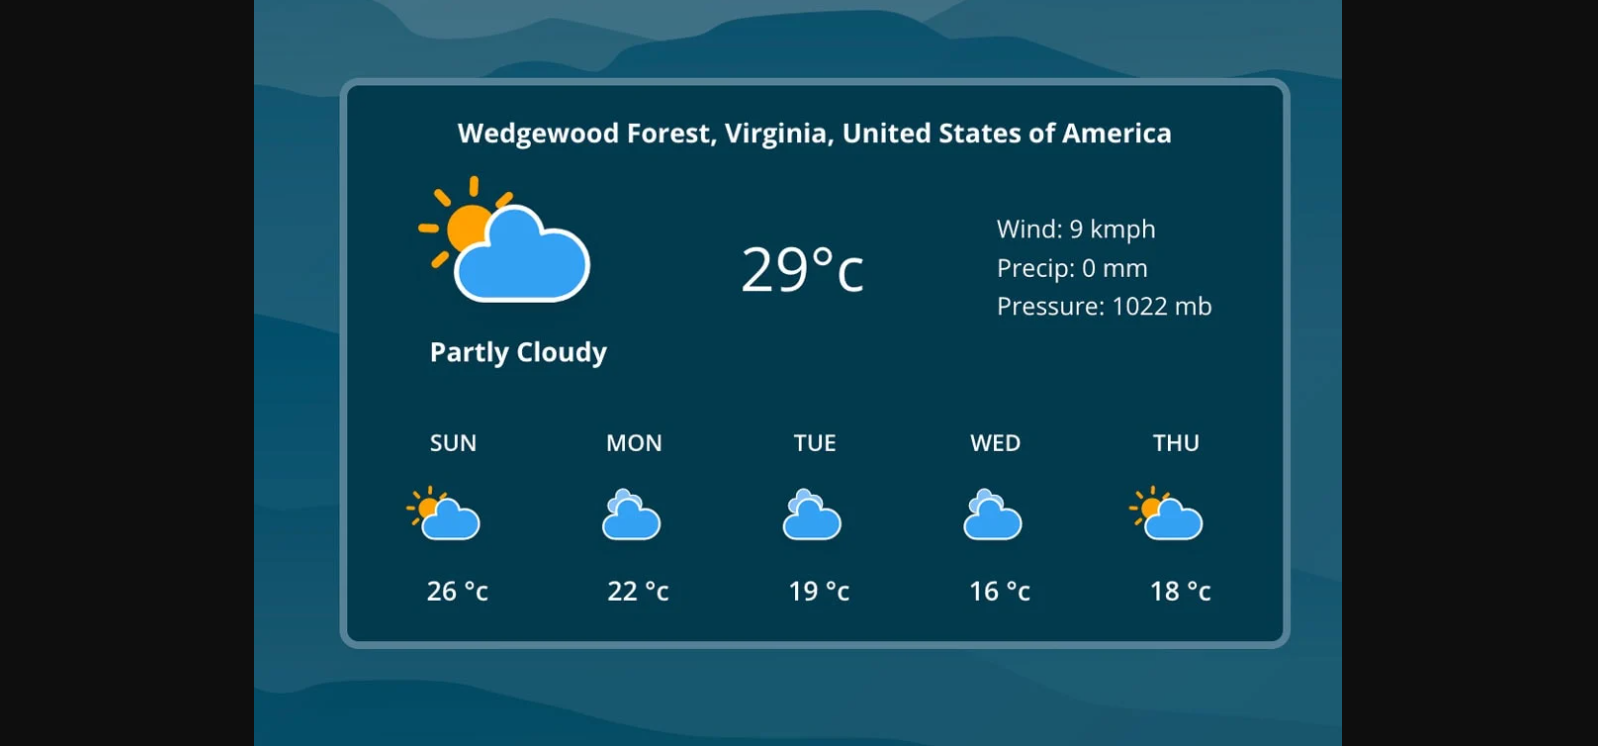 Wedgewood Forest, Virginia, United States of America
29°c
Wind: 9 kmph
Precip: 0 mm
Pressure: 1022 mb
Partly Cloudy
SUN MON TUE WED THU
26 °c 22 °c 19 °c 16 °c 18 °c